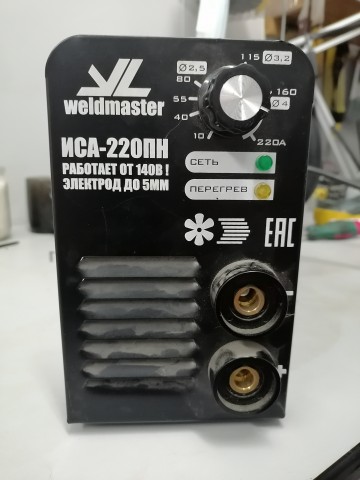 weldmaster
ИСА-220ПН
РАБОТАЕТ ОТ 140В!
ЭЛЕКТРОД ДО 5ММ
115 Ø3,2
Ø2,5
80
160
55
Ø4
40
10
220А
СЕТЬ
ПЕРЕГРЕВ
EAC
-
+